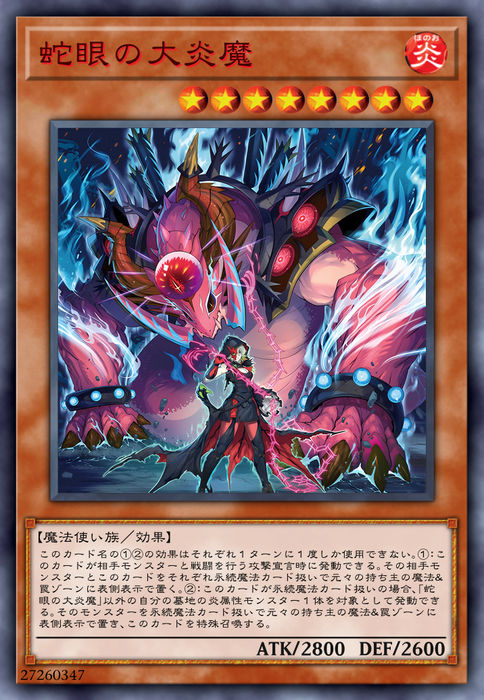 蛇眼の大炎魔
ほのお
炎
【魔法使い族／効果】
このカード名の①②の効果はそれぞれ１ターンに１度しか使用できない。①：こ
のカードが相手モンスターと戦闘を行う攻撃宣言時に発動できる。その相手モ
ンスターとこのカードをそれぞれ永続魔法カード扱いで元々の持ち主の魔法&
罠ゾーンに表側表示で置く。②：このカードが永続魔法カード扱いの場合、「蛇
眼の大炎魔」以外の自分の墓地の炎属性モンスター１体を対象として発動でき
る。そのモンスターを永続魔法カード扱いで元々の持ち主の魔法&罠ゾーンに
表側表示で置き、このカードを特殊召喚する。
ATK/2800 DEF/2600
27260347